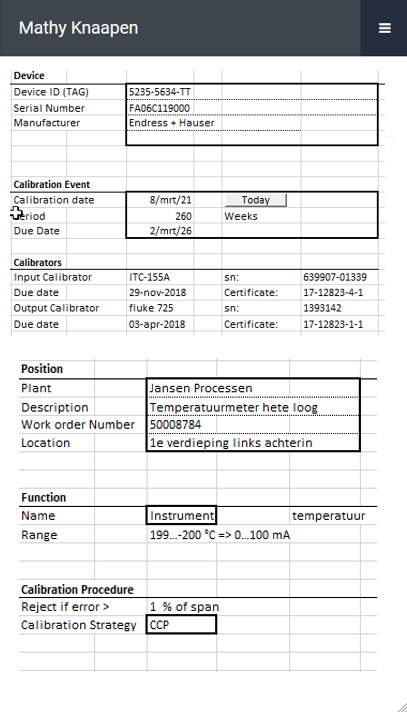 Mathy Knaapen
Device
Device ID (TAG) 5235-5634-TT
Serial Number FA06C119000
Manufacturer Endress + Hauser
Calibration Event
Calibration date 8/mrt/21 Today
Period 260 Weeks
Due Date 2/mrt/26
Calibrators
Input Calibrator ITC-155A sn: 639907-01339
Due date 29-nov-2018 Certificate: 17-12823-4-1
Output Calibrator fluke 725 sn: 1393142
Due date 03-apr-2018 Certificate: 17-12823-1-1
Position
Plant Jansen Processen
Description Temperatuurmeter hete loog
Work order Number 50008784
Location 1e verdieping links achterin
Function
Name Instrument temperatuur
Range 199...-200 °C => 0...100 mA
Calibration Procedure
Reject if error > 1 % of span
Calibration Strategy CCP